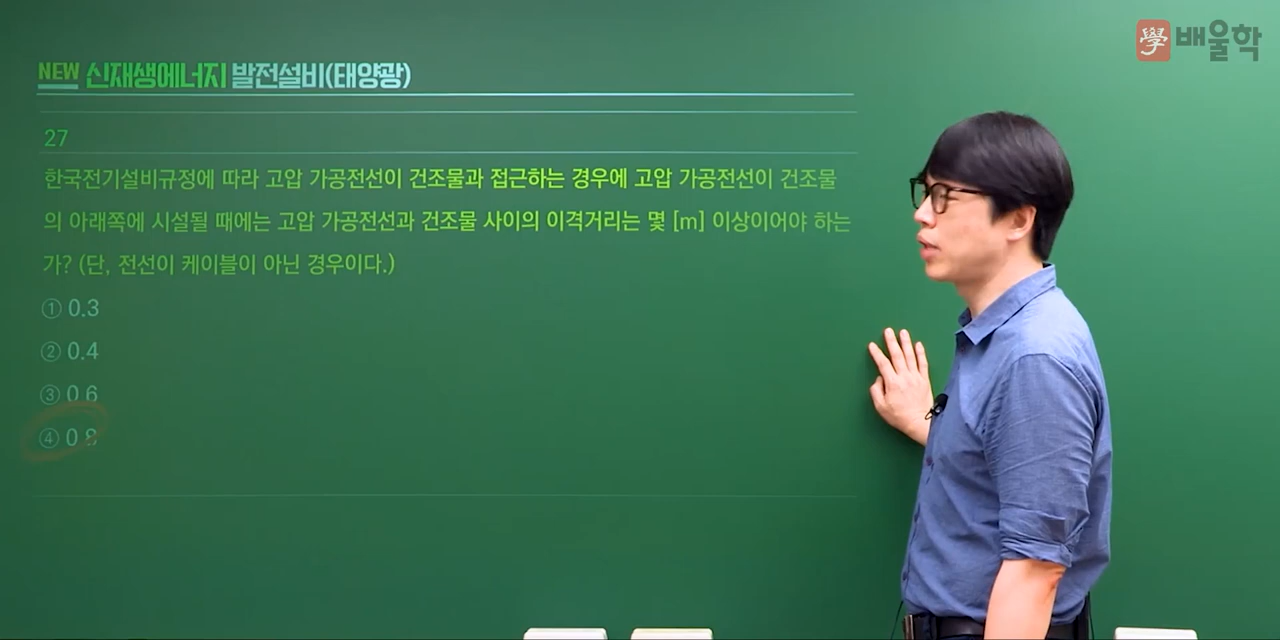 學 배울학
NEW 신재생에너지 발전설비(태양광)
27
한국전기설비규정에 따라 고압 가공전선이 건조물과 접근하는 경우에 고압 가공전선이 건조물
의 아래쪽에 시설될 때에는 고압 가공전선과 건조물 사이의 이격거리는 몇 [m] 이상이어야 하는
가? (단, 전선이 케이블이 아닌 경우이다.)
① 0.3
② 0.4
③ 0.6
④ 0.8